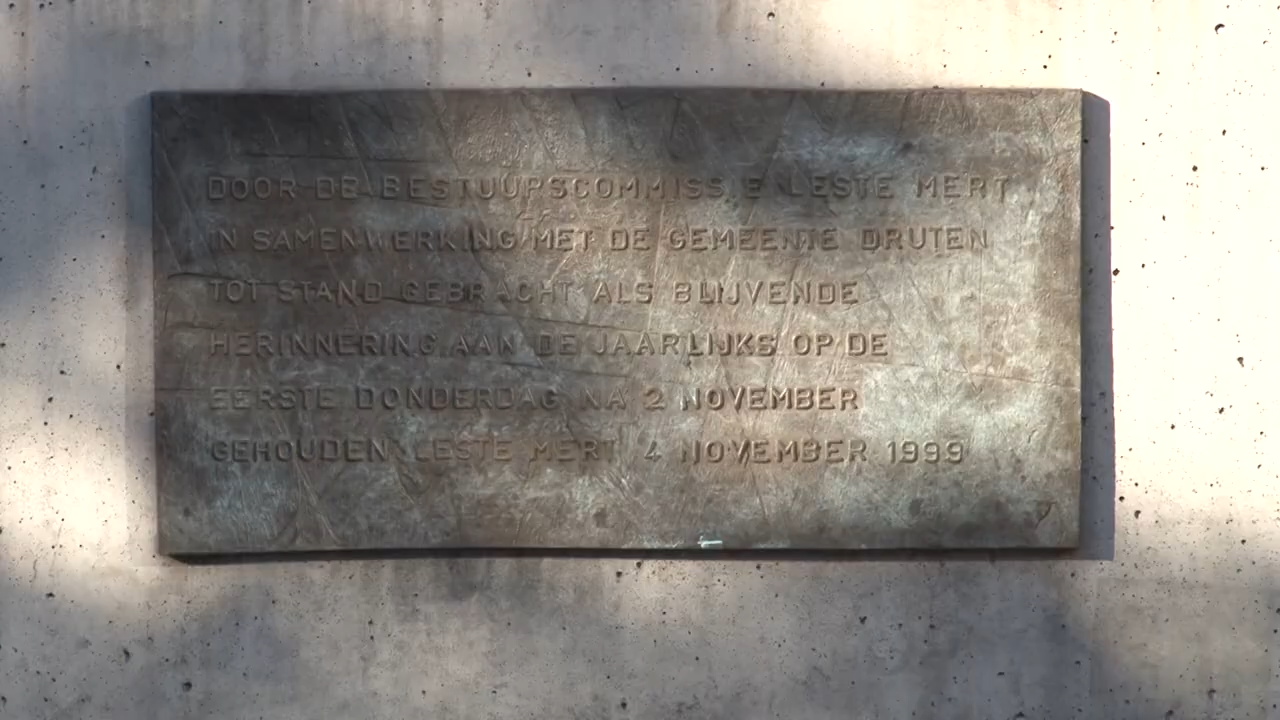 DOOR DE BESTUURSCOMMISSIE LESTE MERT
IN SAMENWERKING MET DE GEMEENTE DRUTEN
TOT STAND GEBRACHT ALS BLIJVENDE
HERINNERING AAN DE JAARLIJKS OP DE
EERSTE DONDERDAG NA 2 NOVEMBER
GEHOUDEN LESTE MERT 4 NOVEMBER 1999